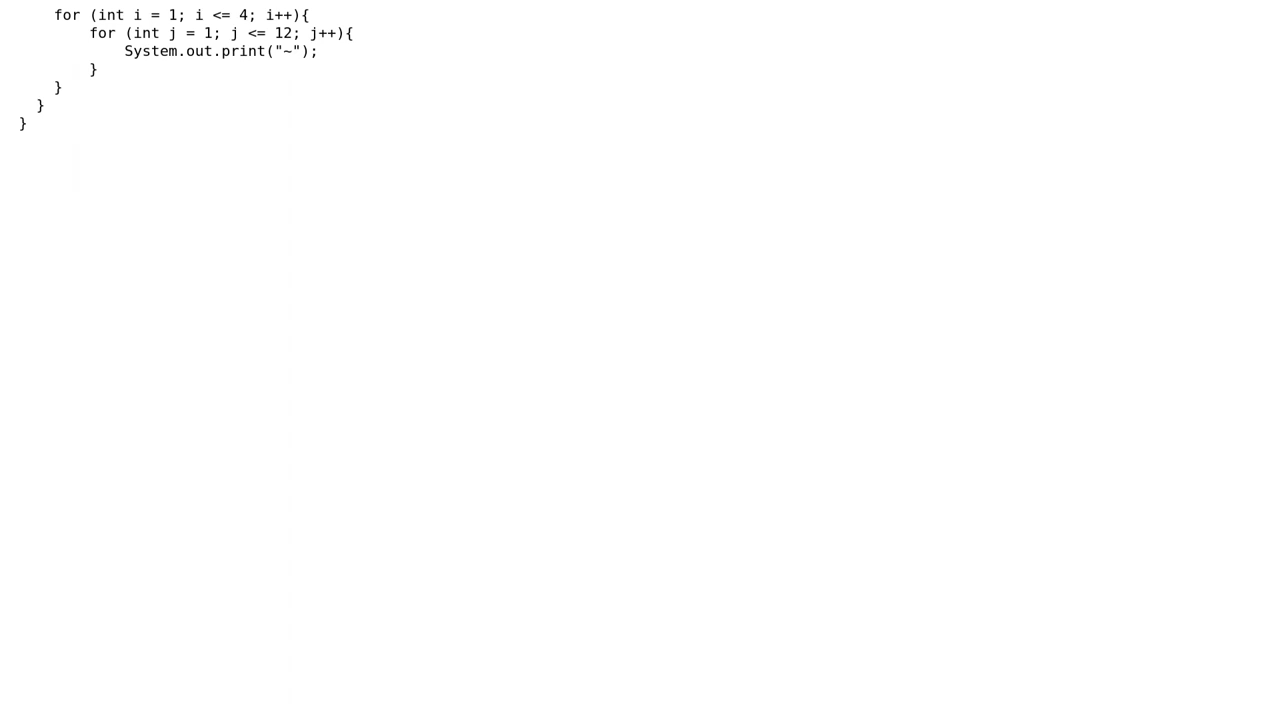 for (int i = 1; i <= 4; i++){
for (int j = 1; j <= 12; j++){
System.out.print("~");
}
}
}
}